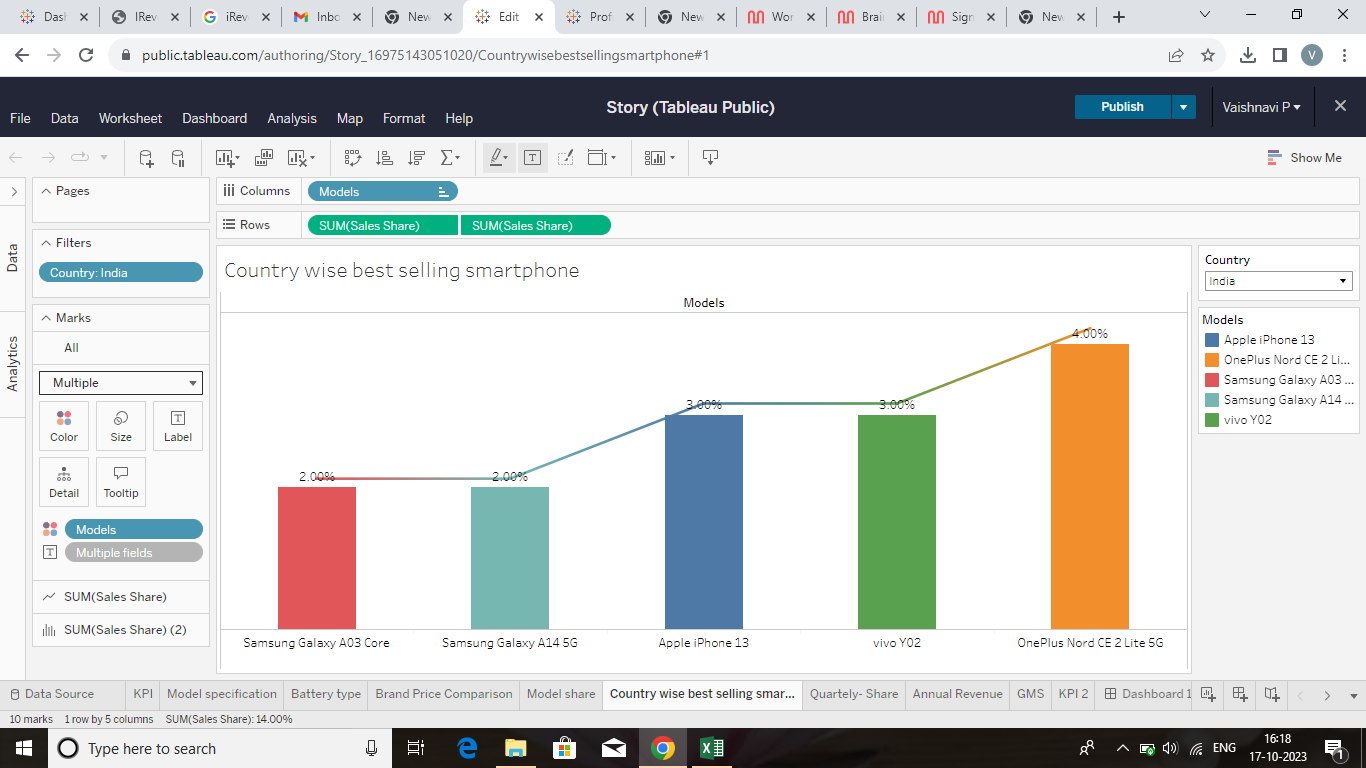 Dash
IRev
iRev
Inbo
New
Edit
Profi
New
Wor
Brair
Sign
New
public.tableau.com/authoring/Story_16975143051020/Countrywisebestsellingsmartphone#1
V
Story (Tableau Public)
Publish
Vaishnavi P
File Data Worksheet Dashboard Analysis Map Format Help
Show Me
Data
Analytics
Pages
Filters
Country: India
Marks
All
Multiple
Color Size Label
Detail Tooltip
Models
Multiple fields
SUM(Sales Share)
SUM(Sales Share) (2)
Columns Models
Rows SUM(Sales Share) SUM(Sales Share)
Country wise best selling smartphone
Models
4.00%
3.00% 3.00%
2.00% 2.00%
Samsung Galaxy A03 Core Samsung Galaxy A14 5G Apple iPhone 13 vivo Y02 OnePlus Nord CE 2 Lite 5G
Country
India
Models
Apple iPhone 13
OnePlus Nord CE 2 Li...
Samsung Galaxy A03 ...
Samsung Galaxy A14 ...
vivo Y02
Data Source KPI Model specification Battery type Brand Price Comparison Model share Country wise best selling smar... Quartely- Share Annual Revenue GMS KPI 2 Dashboard 1
10 marks 1 row by 5 columns SUM(Sales Share): 14.00%
Type here to search
ENG
16:18
17-10-2023
1